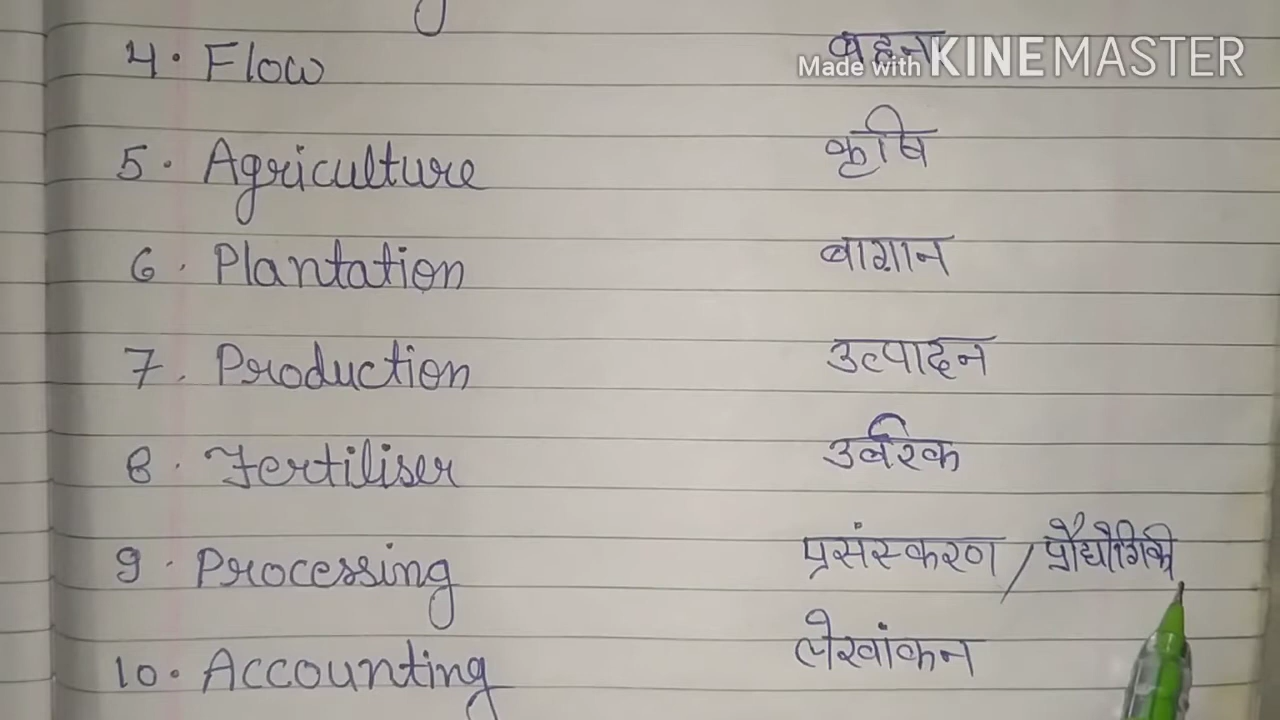 4. Flow बहन
Made with KINEMASTER
5. Agriculture कृषि
6. Plantation बागान
7. Production उत्पादन
8. Fertiliser उर्वरक
9. Processing प्रसंस्करण / प्रौद्योगिकी
10. Accounting लेखांकन